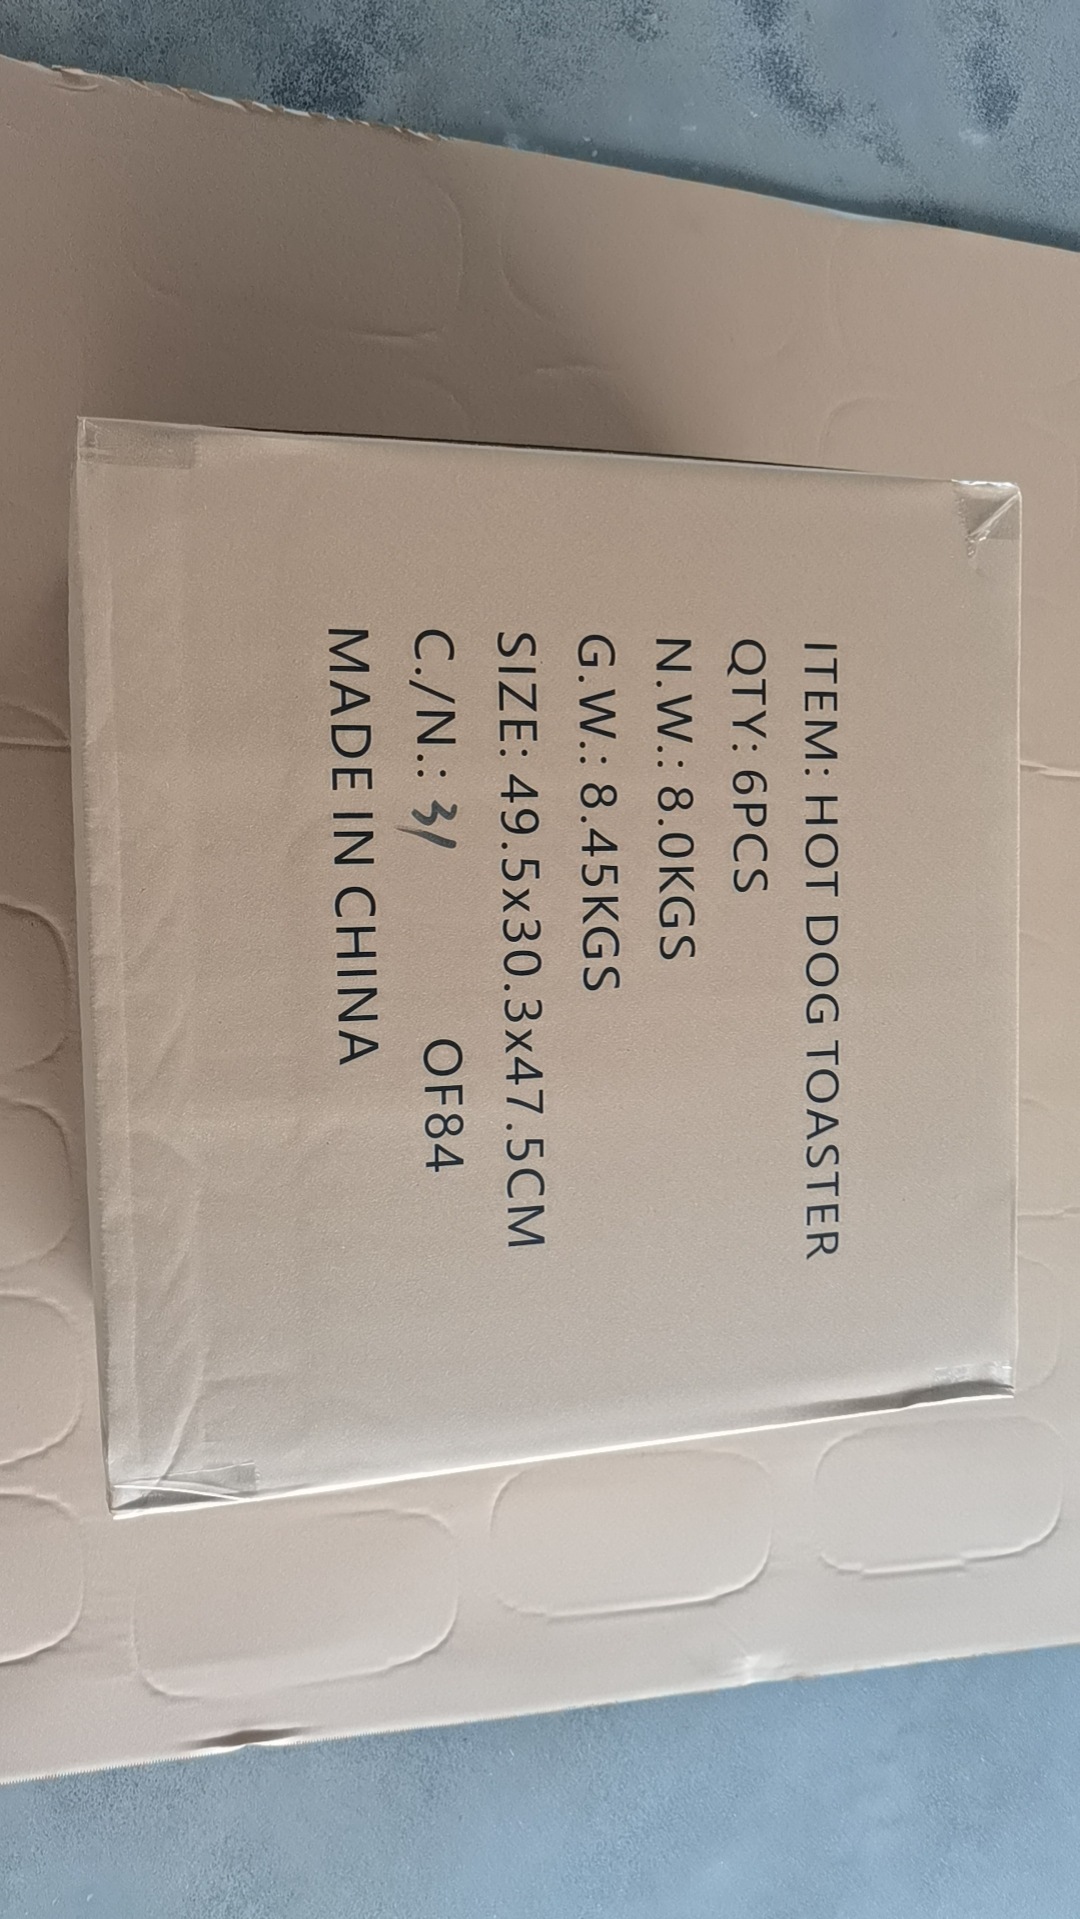 ITEM: HOT DOG TOASTER
QTY: 6PCS
N.W.: 8.0KGS
G.W.: 8.45KGS
SIZE: 49.5x30.3x47.5CM
C./N.: 31 OF84
MADE IN CHINA